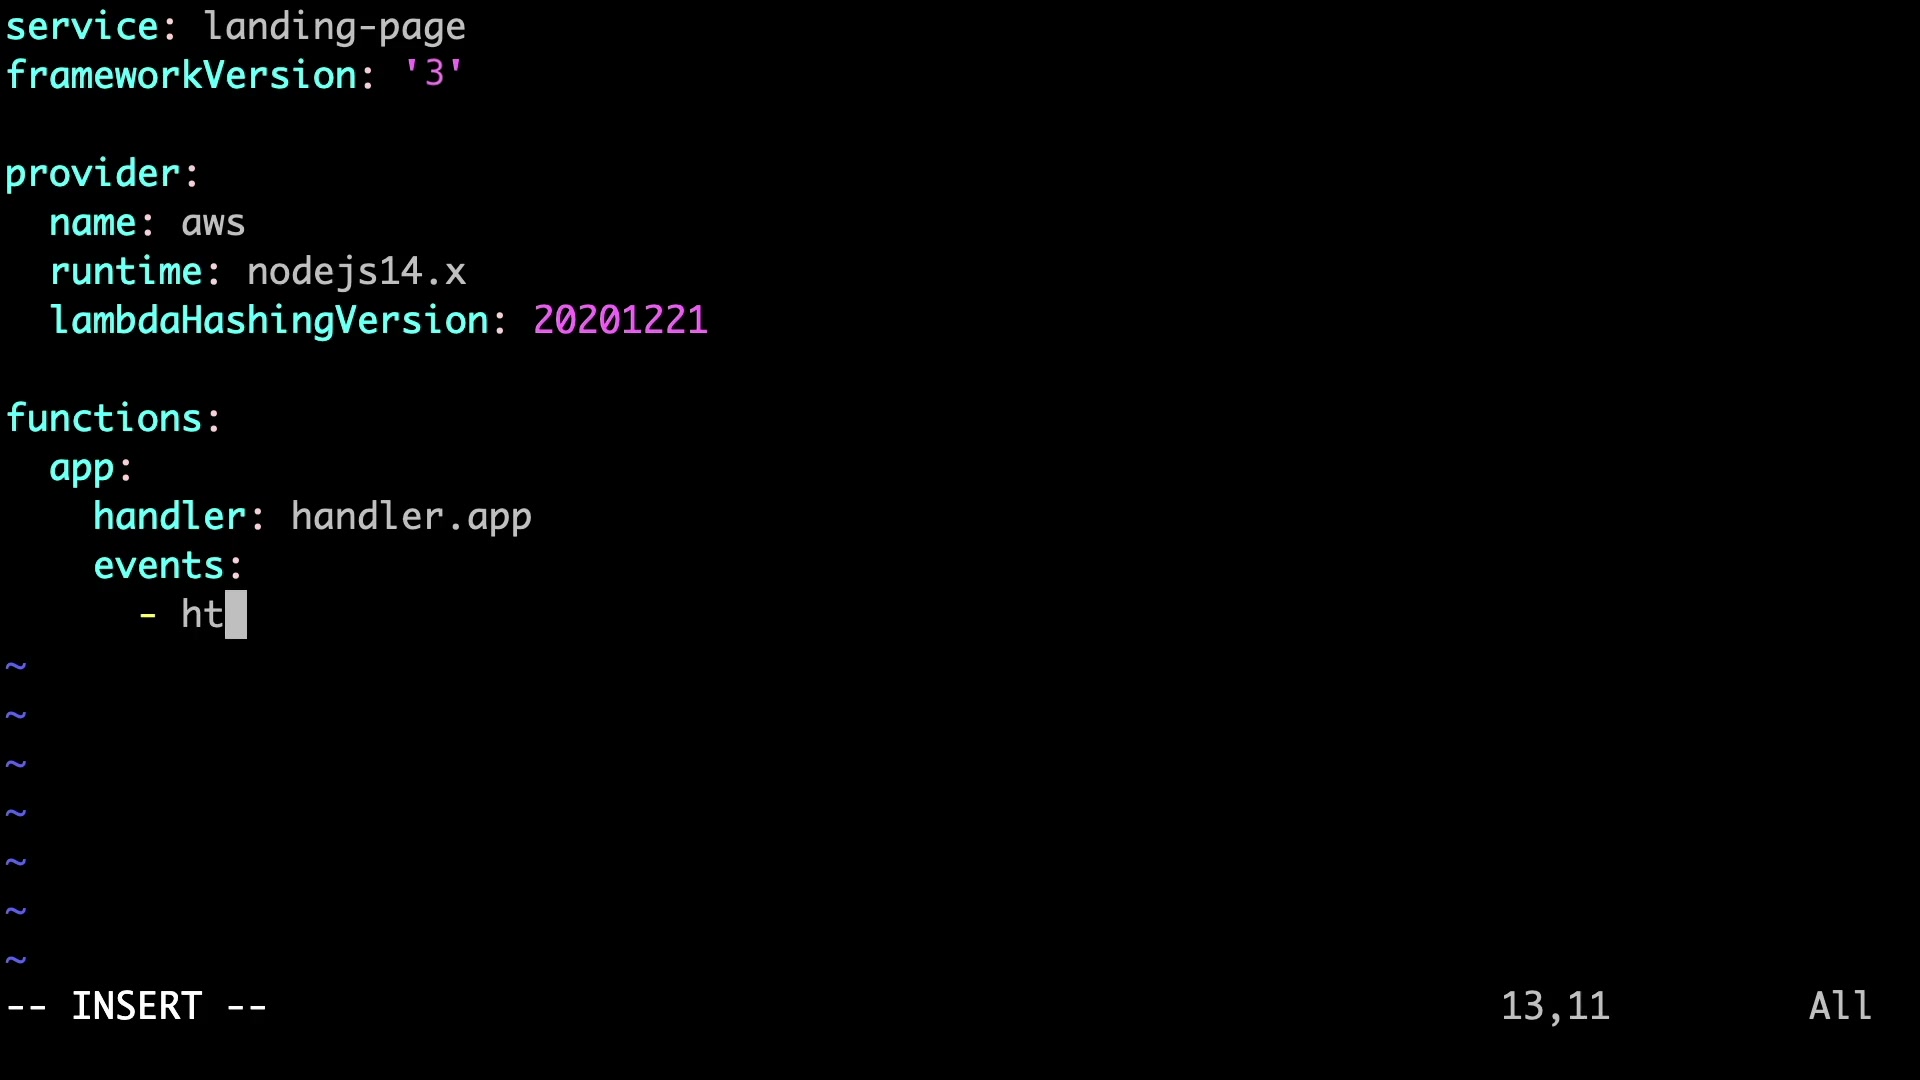 service: landing-page
frameworkVersion: '3'
provider:
  name: aws
  runtime: nodejs14.x
  lambdaHashingVersion: 20201221
functions:
  app:
    handler: handler.app
    events:
      - ht
~
~
~
~
~
~
~
-- INSERT -- 13,11 All